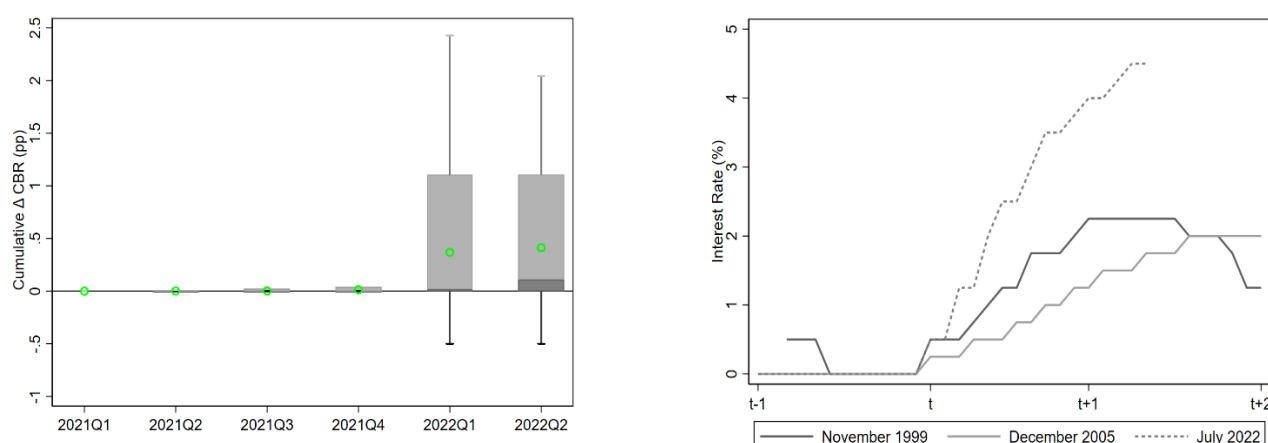 Cumulative Δ CBR (pp)
2.5
2
1.5
1
.5
0
-.5
-1
2021Q1 2021Q2 2021Q3 2021Q4 2022Q1 2022Q2
Interest Rate (%)
5
4
3
2
1
0
t-1 t t+1 t+2
November 1999 December 2005 July 2022